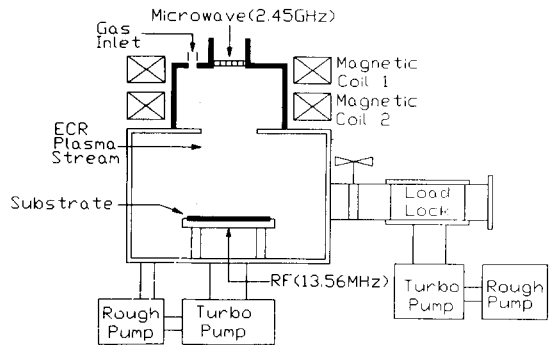 Microwave(2.45GHz)
Gas
Inlet
Magnetic
Coil 1
Magnetic
Coil 2
ECR
Plasma
Stream
Substrate
Load
Lock
RF(13.56MHz)
Rough
Pump
Turbo
Pump
Turbo
Pump
Rough
Pump